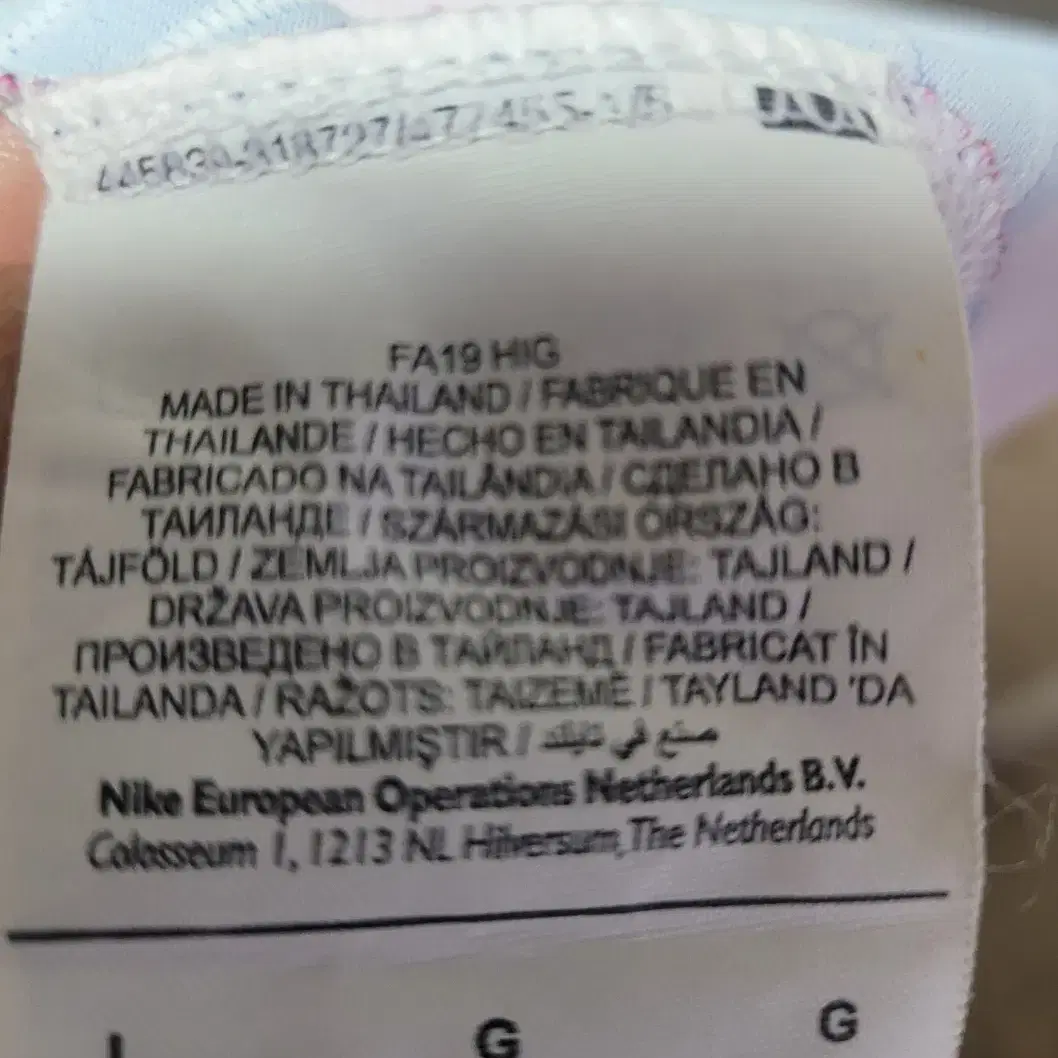 FA19 HIG
MADE IN THAILAND / FABRIQUE EN
THAILANDE / HECHO EN TAILANDIA /
FABRICADO NA TAILÂNDIA / СДЕЛАНО В
ТАИЛАНДЕ / SZÁRMAZÁSI ORSZÁG:
TÁJFÖLD / ZEMLJA PROIZVODNJE: TAJLAND /
DRŽAVA PROIZVODNJE: TAJLAND /
ПРОИЗВЕДЕНО В ТАЙЛАНД / FABRICAT ÎN
TAILANDA / RAŽOTS: TAIZEMĒ / TAYLAND 'DA
YAPILMIŞTIR / صنع في تايلاند
Nike European Operations Netherlands B.V.
Colosseum 1, 1213 NL Hilversum, The Netherlands
G G